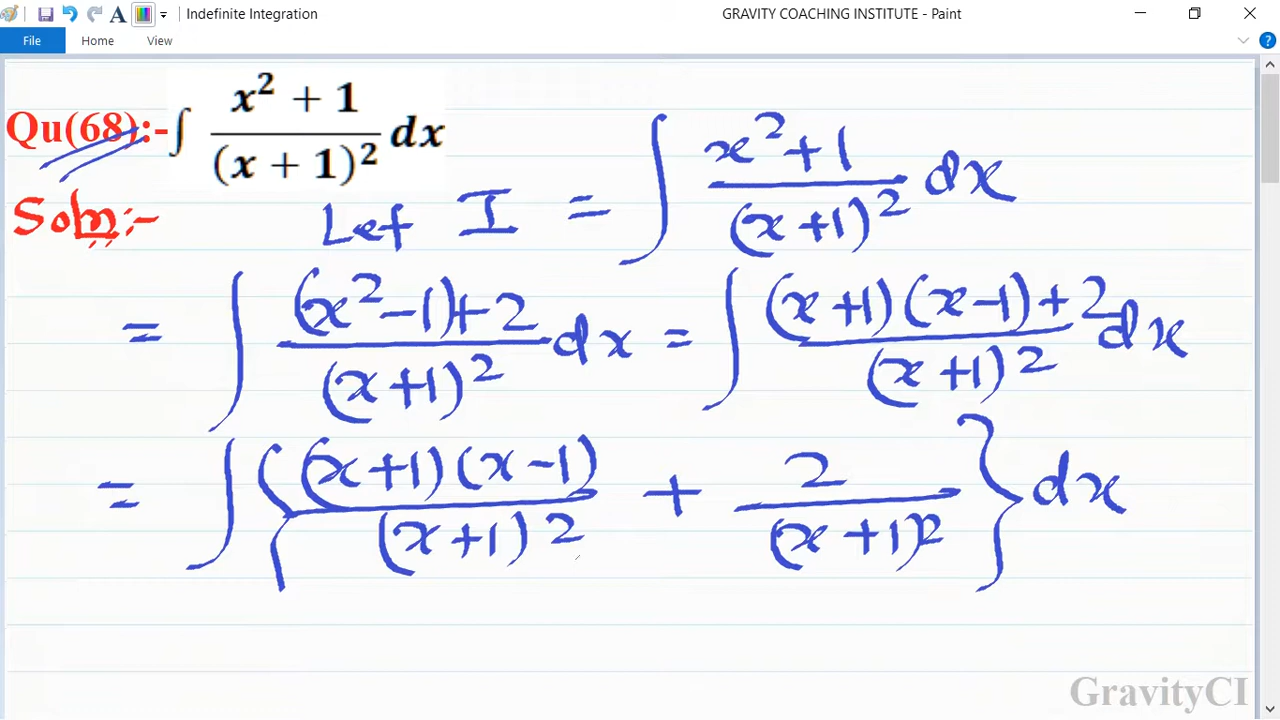 Indefinite Integration
GRAVITY COACHING INSTITUTE - Paint
File Home View
Qu(68):- ∫ (x² + 1)/(x + 1)² dx
Soln:- Let I = ∫ (x²+1)/(x+1)² dx
= ∫ ((x²-1)+2)/(x+1)² dx = ∫ ((x+1)(x-1)+2)/(x+1)² dx
= ∫ { ((x+1)(x-1))/(x+1)² + 2/(x+1)² } dx
GravityCI